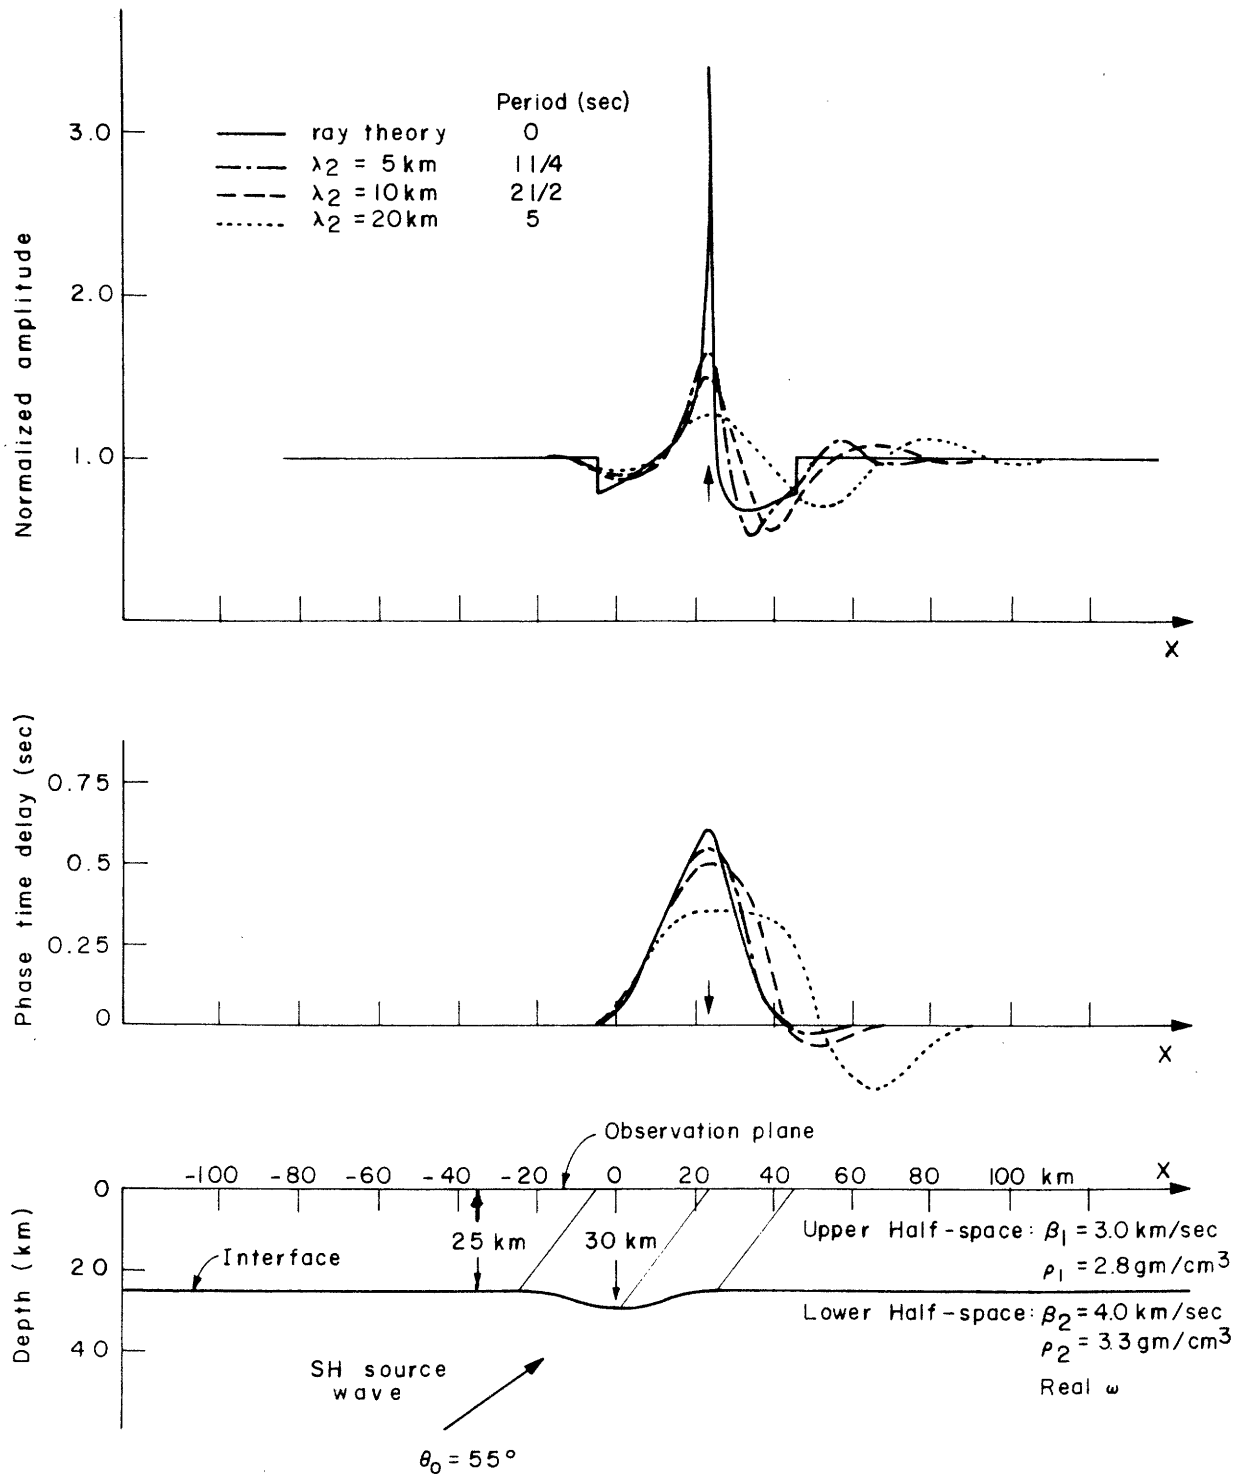 Normalized amplitude
3.0
2.0
1.0
Period (sec)
ray theory 0
λ2 = 5 km 1 1/4
λ2 = 10 km 2 1/2
λ2 = 20 km 5
X
Phase time delay (sec)
0.75
0.5
0.25
0
X
Observation plane
-100 -80 -60 -40 -20 0 20 40 60 80 100 km X
Depth (km)
0
20
40
25 km
30 km
Interface
Upper Half-space: β1 = 3.0 km/sec
ρ1 = 2.8 gm/cm3
Lower Half-space: β2 = 4.0 km/sec
ρ2 = 3.3 gm/cm3
Real ω
SH source
wave
θ0 = 55°